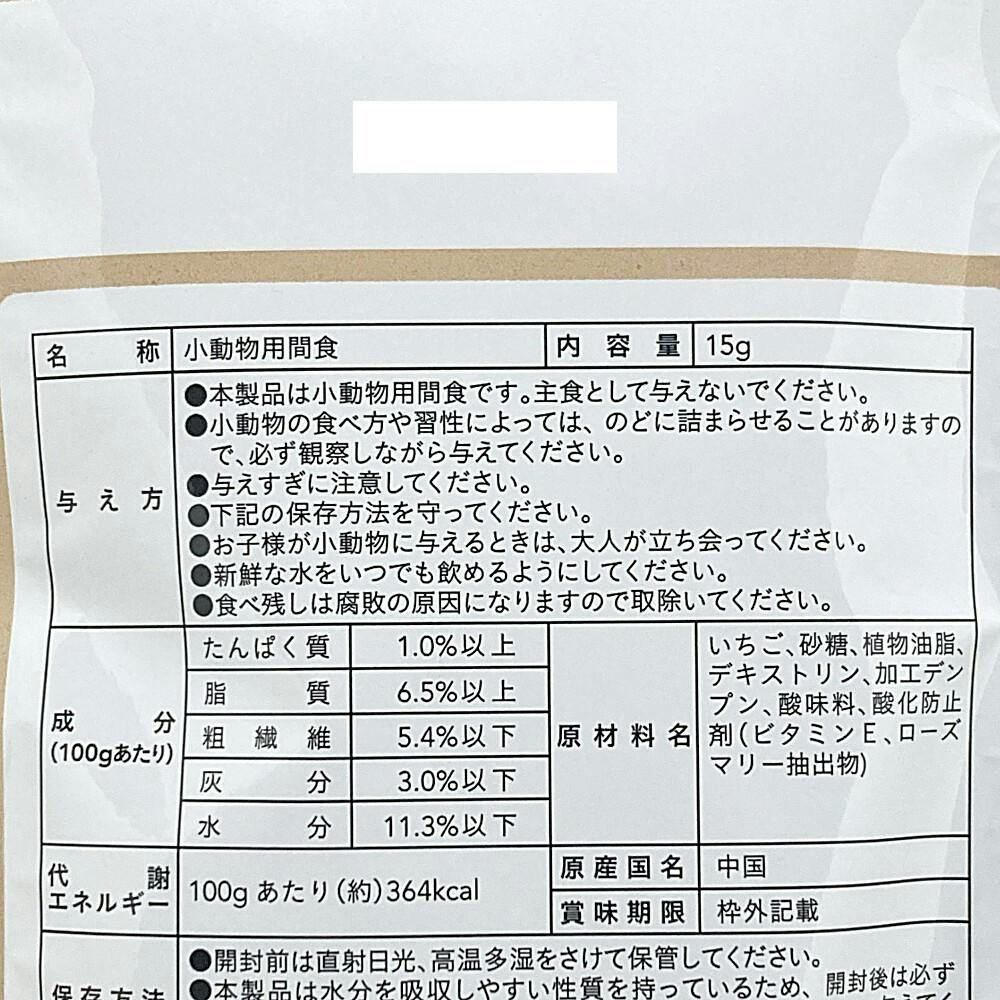 名称 小動物用間食 内容量 15g
●本製品は小動物用間食です。主食として与えないでください。
●小動物の食べ方や習性によっては、のどに詰まらせることがありますの
で、必ず観察しながら与えてください。
●与えすぎに注意してください。
与え方
●下記の保存方法を守ってください。
●お子様が小動物に与えるときは、大人が立ち会ってください。
●新鮮な水をいつでも飲めるようにしてください。
●食べ残しは腐敗の原因になりますので取除いてください。
成分
(100gあたり)
たんぱく質 1.0%以上
脂質 6.5%以上
粗繊維 5.4%以下
灰分 3.0%以下
水分 11.3%以下
原材料名
いちご、砂糖、植物油脂、
デキストリン、加工デン
プン、酸味料、酸化防止
剤(ビタミンE、ローズ
マリー抽出物)
代謝
エネルギー
100gあたり(約)364kcal
原産国名 中国
賞味期限 枠外記載
保存方法
●開封前は直射日光、高温多湿をさけて保管してください。
●本製品は水分を吸収しやすい性質を持っているため、開封後は必ず